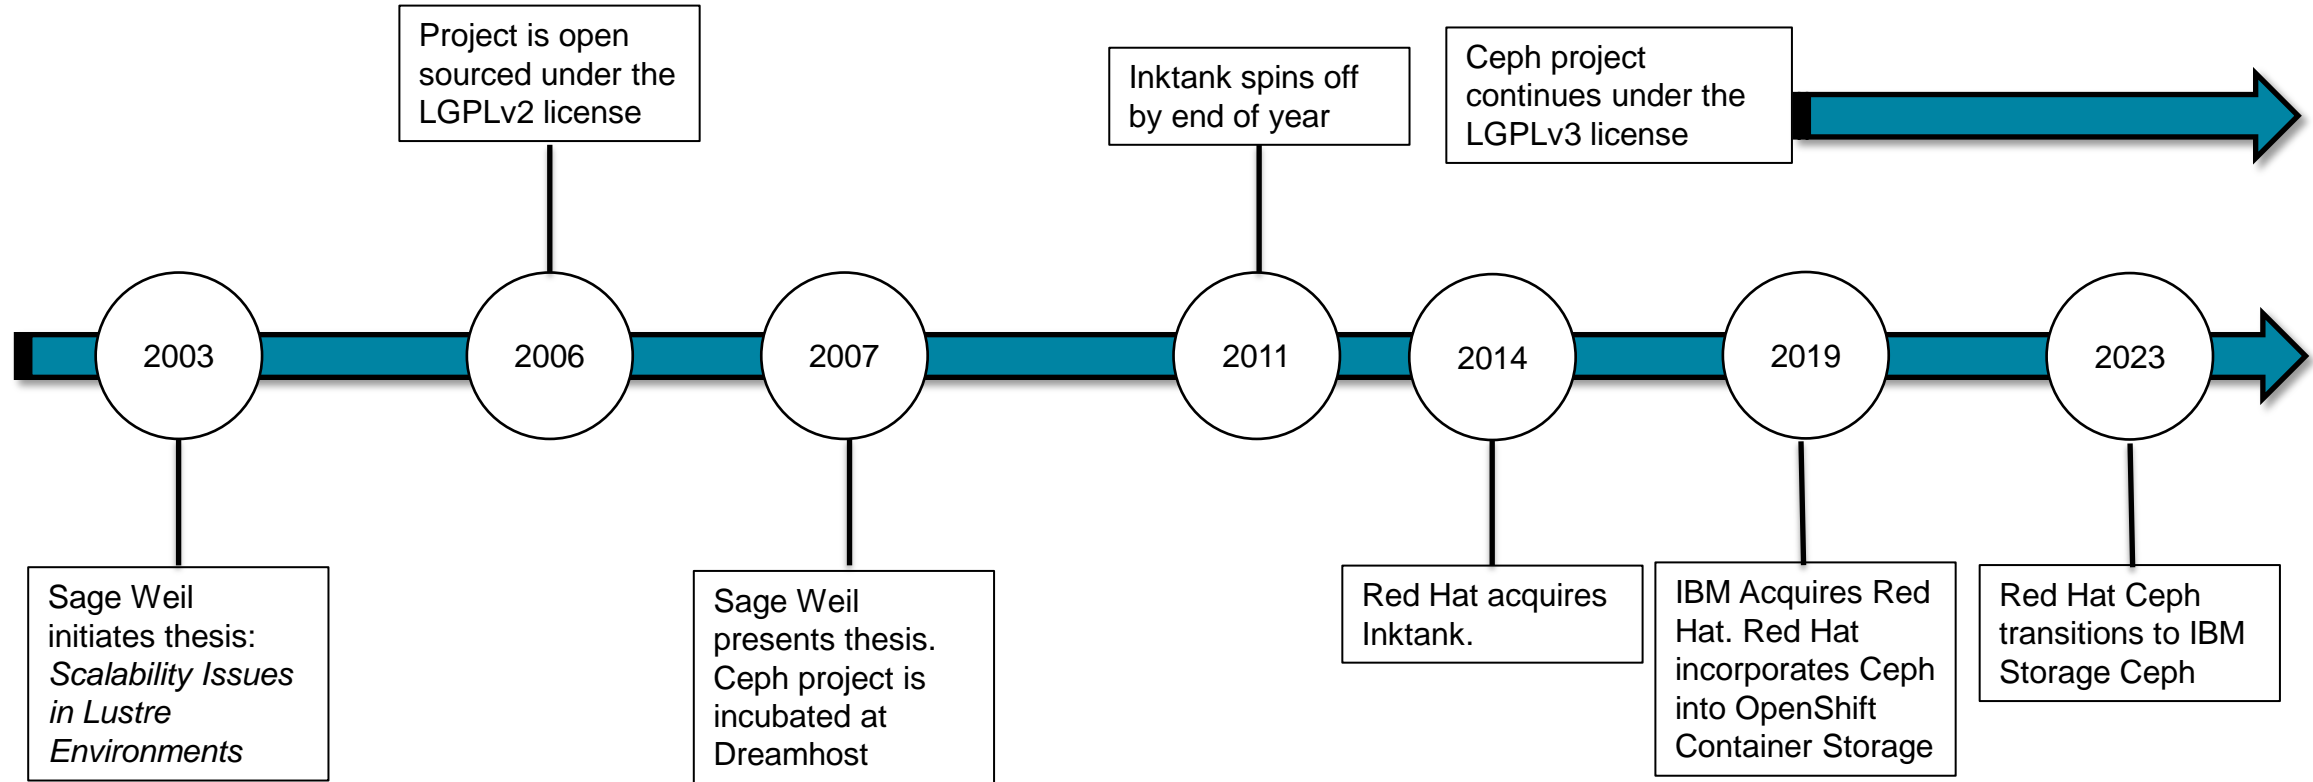 Project is open
sourced under the
LGPLv2 license
Inktank spins off
by end of year
Ceph project
continues under the
LGPLv3 license
2003
2006
2007
2011
2014
2019
2023
Sage Weil
initiates thesis:
Scalability Issues
in Lustre
Environments
Sage Weil
presents thesis.
Ceph project is
incubated at
Dreamhost
Red Hat acquires
Inktank.
IBM Acquires Red
Hat. Red Hat
incorporates Ceph
into OpenShift
Container Storage
Red Hat Ceph
transitions to IBM
Storage Ceph